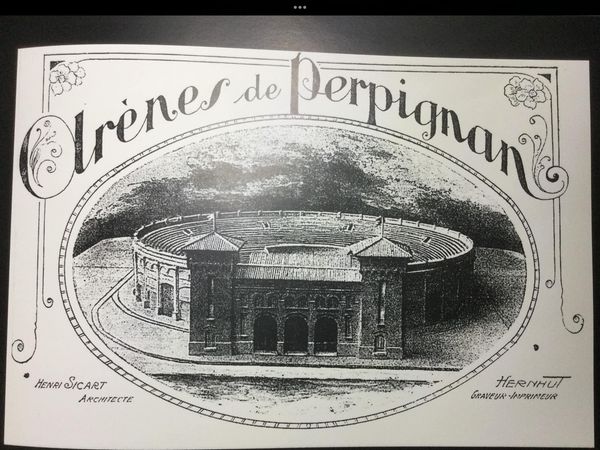 Arènes de Perpignan
Henri Sicart
Architecte
Hernhut
Graveur-Imprimeur